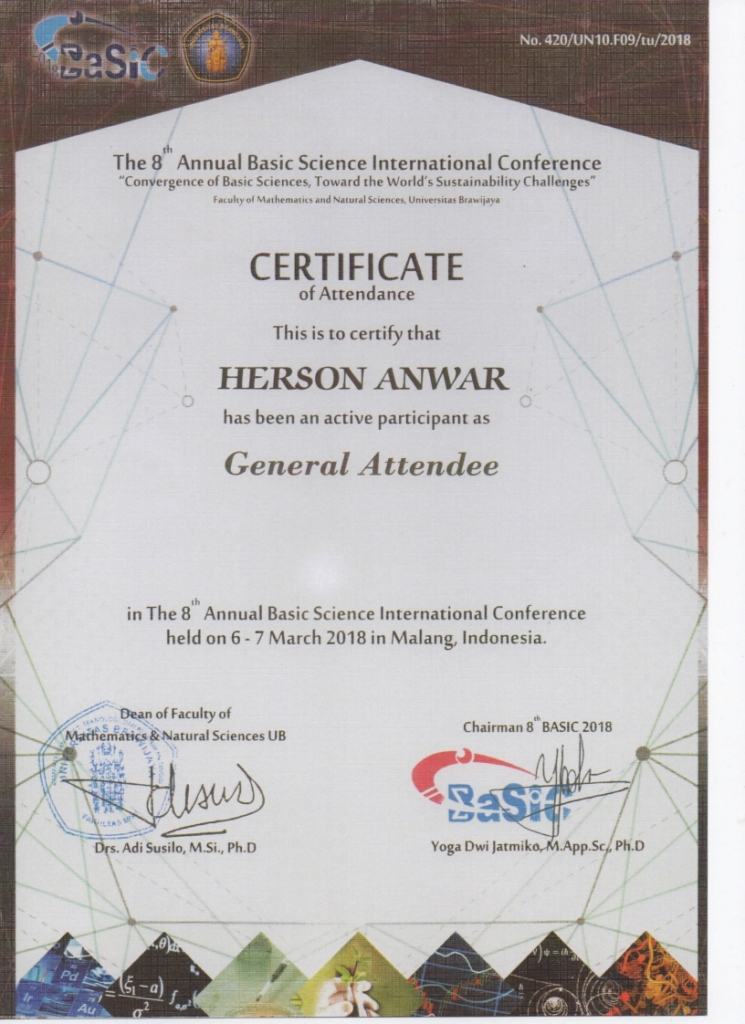 BaSiC
No. 420/UN10.F09/tu/2018
The 8th Annual Basic Science International Conference
"Convergence of Basic Sciences, Toward the World's Sustainability Challenges"
Faculty of Mathematics and Natural Sciences, Universitas Brawijaya
CERTIFICATE
of Attendance
This is to certify that
HERSON ANWAR
has been an active participant as
General Attendee
in The 8th Annual Basic Science International Conference
held on 6 - 7 March 2018 in Malang, Indonesia.
Dean of Faculty of
Mathematics & Natural Sciences UB
Drs. Adi Susilo, M.Si., Ph.D
Chairman 8th BASIC 2018
BaSiC
Yoga Dwi Jatmiko, M.App.Sc., Ph.D
Pd
Ir
Au